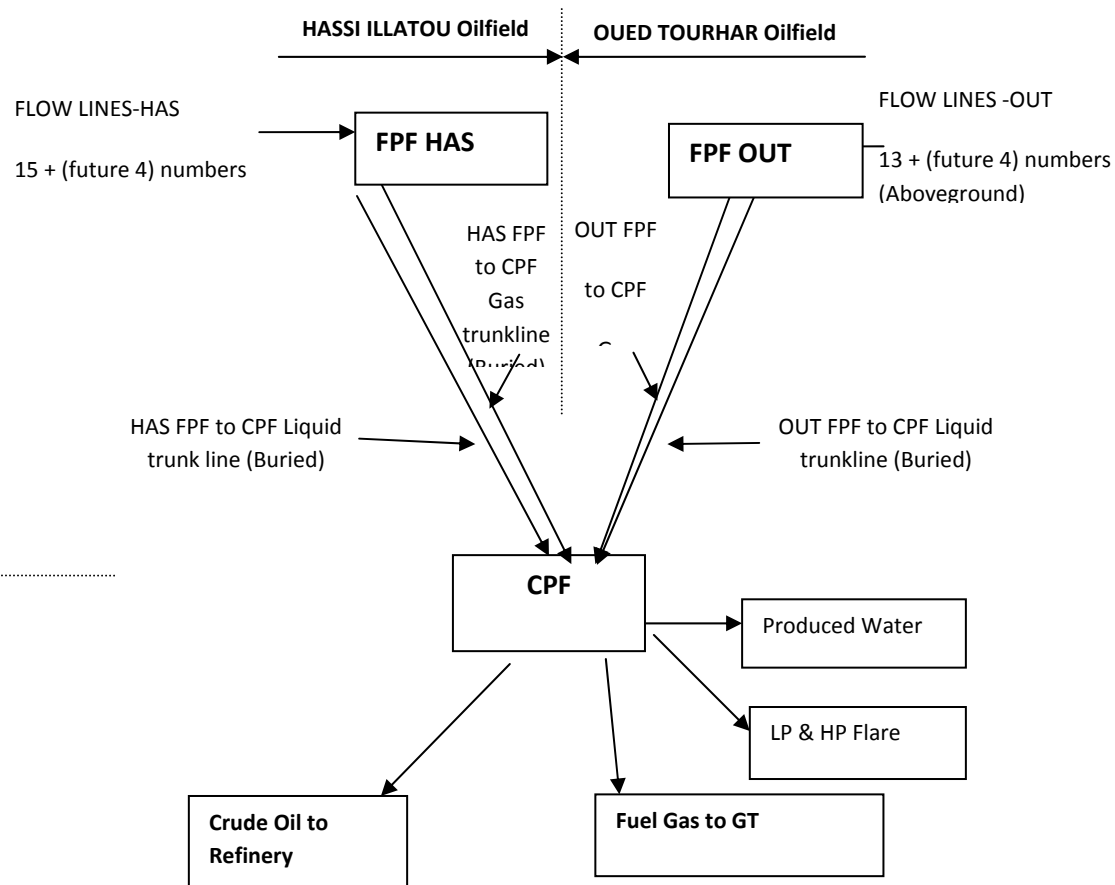 HASSI ILLATOU Oilfield
OUED TOURHAR Oilfield
FLOW LINES-HAS
15 + (future 4) numbers
FPF HAS
FPF OUT
FLOW LINES -OUT
13 + (future 4) numbers
(Aboveground)
HAS FPF
to CPF
Gas
trunkline
(Buried)
OUT FPF
to CPF
HAS FPF to CPF Liquid
trunk line (Buried)
OUT FPF to CPF Liquid
trunkline (Buried)
CPF
Produced Water
LP & HP Flare
Crude Oil to
Refinery
Fuel Gas to GT